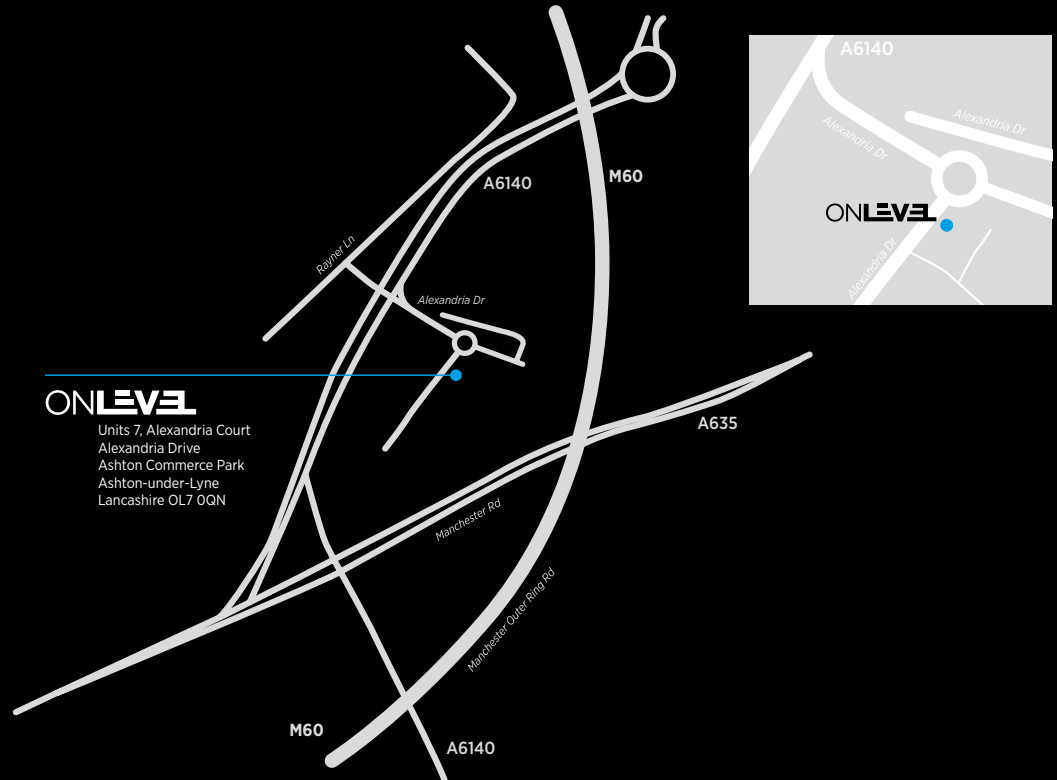 A6140
Alexandria Dr
Alexandria Dr
ONLEVEL
Alexandria Dr
M60
A6140
Rayner Ln
Alexandria Dr
ONLEVEL
Units 7, Alexandria Court
Alexandria Drive
Ashton Commerce Park
Ashton-under-Lyne
Lancashire OL7 0QN
A635
Manchester Rd
Manchester Outer Ring Rd
M60
A6140